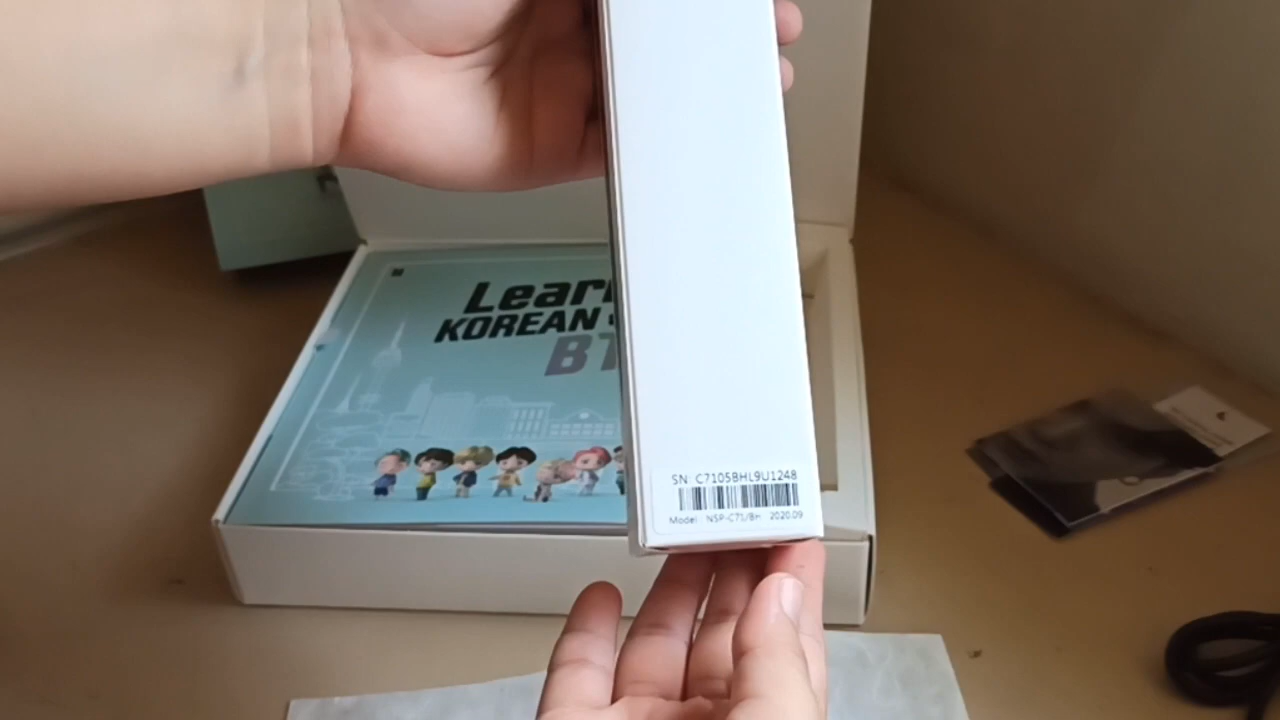 Lear
KOREAN
BT
SN: C7105BHL9U1248
Model : NSP-C71/BH 2020.09